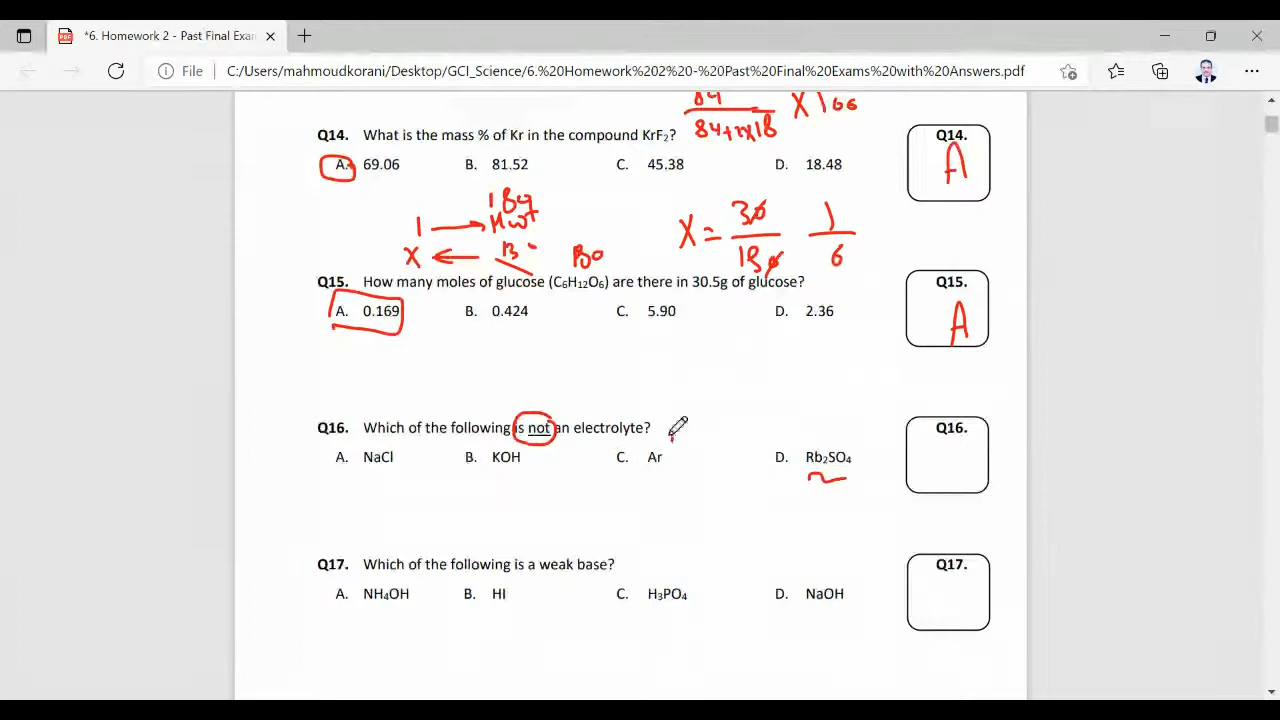 *6. Homework 2 - Past Final Exar
File C:/Users/mahmoudkorani/Desktop/GCI_Science/6.%20Homework%202%20-%20Past%20Final%20Exams%20with%20Answers.pdf
84 X 100
84+2x18
Q14. What is the mass % of Kr in the compound KrF₂? Q14.
A. 69.06 B. 81.52 C. 45.38 D. 18.48 A
180g
1 → Mwt
X ←
X = 30 1
180 6
Q15. How many moles of glucose (C₆H₁₂O₆) are there in 30.5g of glucose? Q15.
A. 0.169 B. 0.424 C. 5.90 D. 2.36 A
Q16. Which of the following is not an electrolyte? Q16.
A. NaCl B. KOH C. Ar D. Rb₂SO₄
Q17. Which of the following is a weak base? Q17.
A. NH₄OH B. HI C. H₃PO₄ D. NaOH